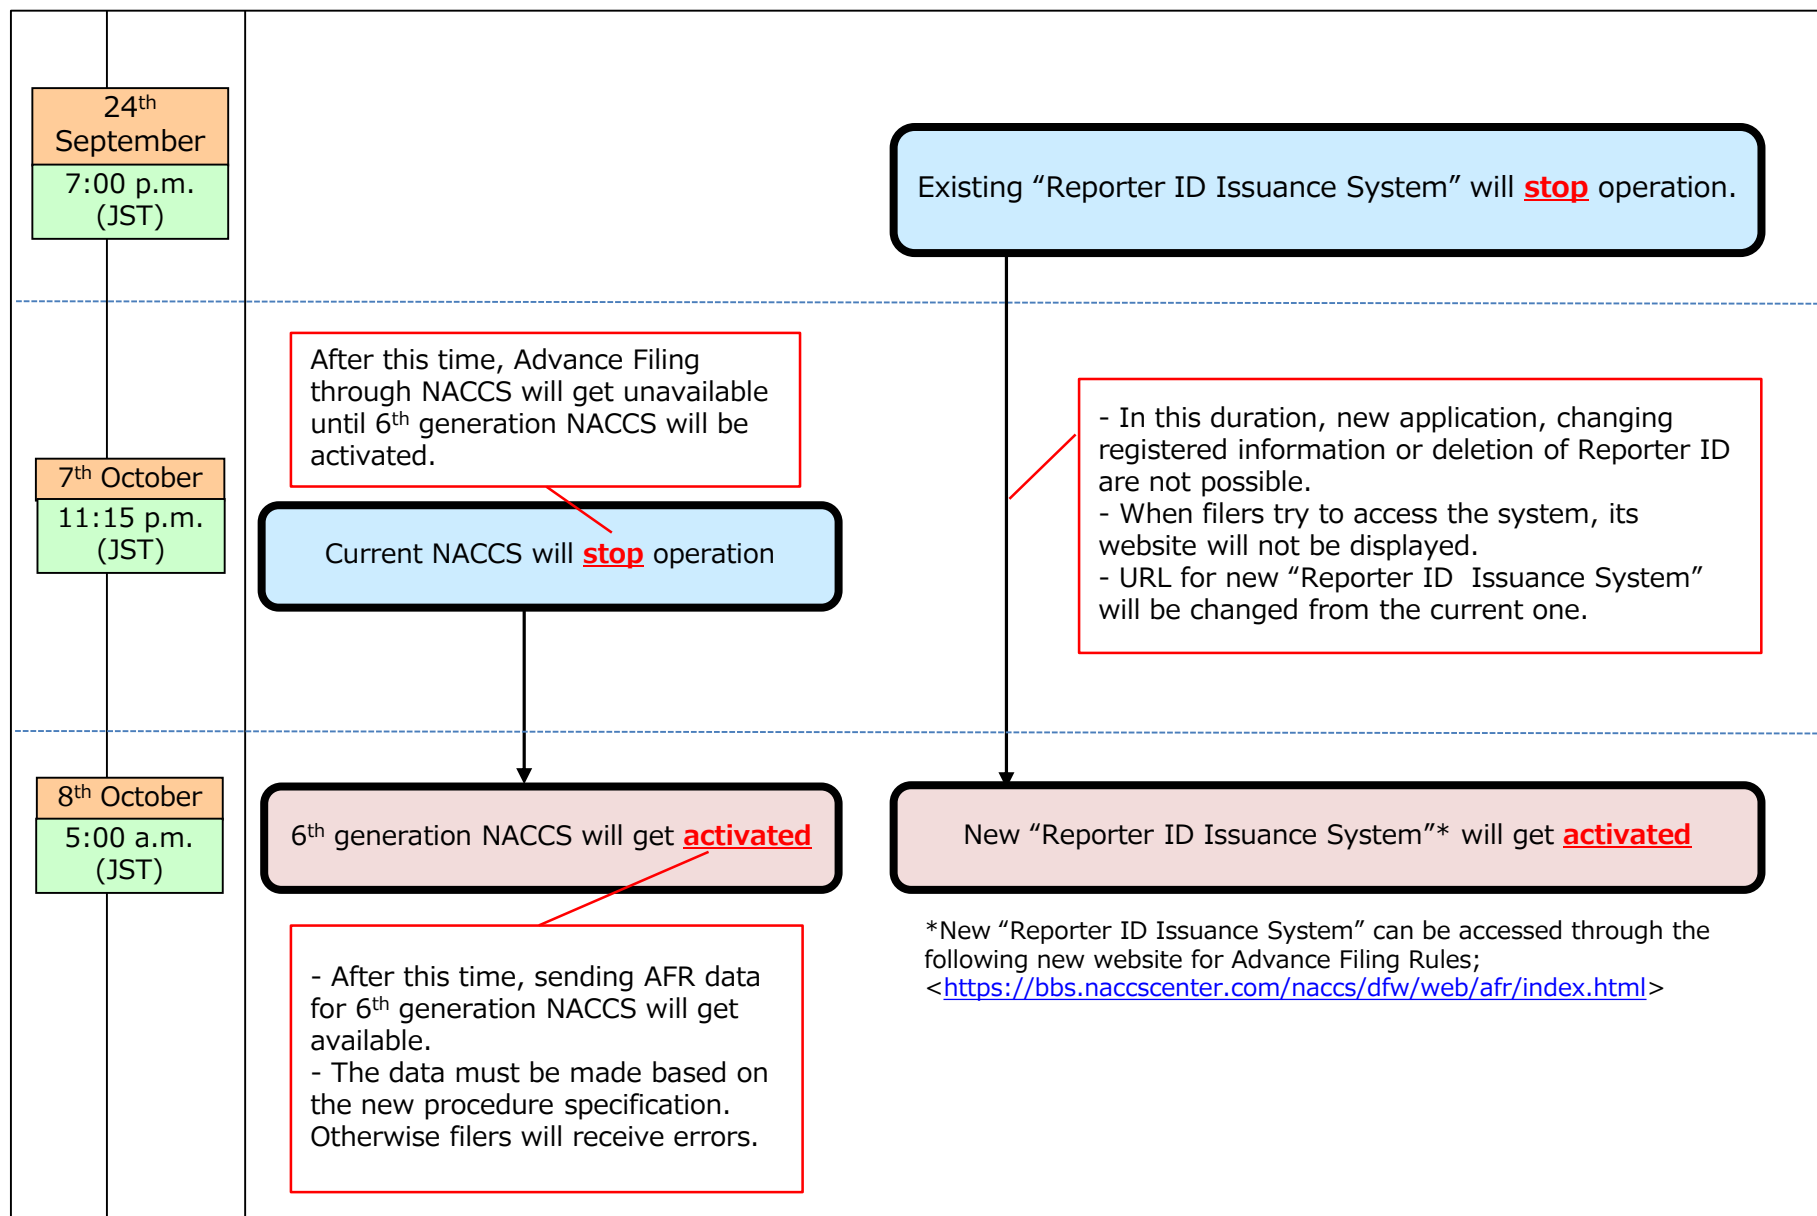 24th
September
7:00 p.m.
(JST)
Existing “Reporter ID Issuance System” will stop operation.
After this time, Advance Filing
through NACCS will get unavailable
until 6th generation NACCS will be
activated.
- In this duration, new application, changing
registered information or deletion of Reporter ID
are not possible.
- When filers try to access the system, its
website will not be displayed.
- URL for new “Reporter ID  Issuance System”
will be changed from the current one.
7th October
11:15 p.m.
(JST)
Current NACCS will stop operation
8th October
5:00 a.m.
(JST)
6th generation NACCS will get activated
New “Reporter ID Issuance System”* will get activated
*New “Reporter ID Issuance System” can be accessed through the
following new website for Advance Filing Rules;
<https://bbs.naccscenter.com/naccs/dfw/web/afr/index.html>
- After this time, sending AFR data
for 6th generation NACCS will get
available.
- The data must be made based on
the new procedure specification.
Otherwise filers will receive errors.